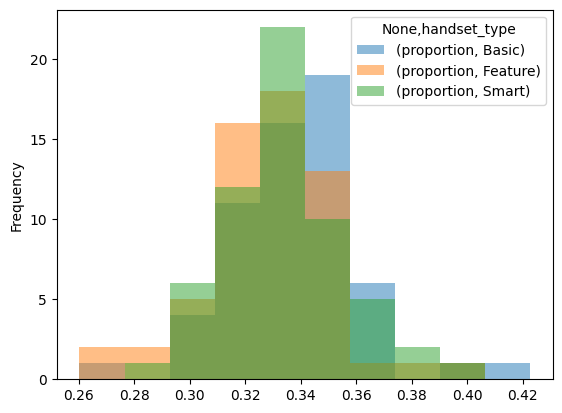 None,handset_type
(proportion, Basic)
(proportion, Feature)
(proportion, Smart)
Frequency
20
15
10
5
0
0.26 0.28 0.30 0.32 0.34 0.36 0.38 0.40 0.42